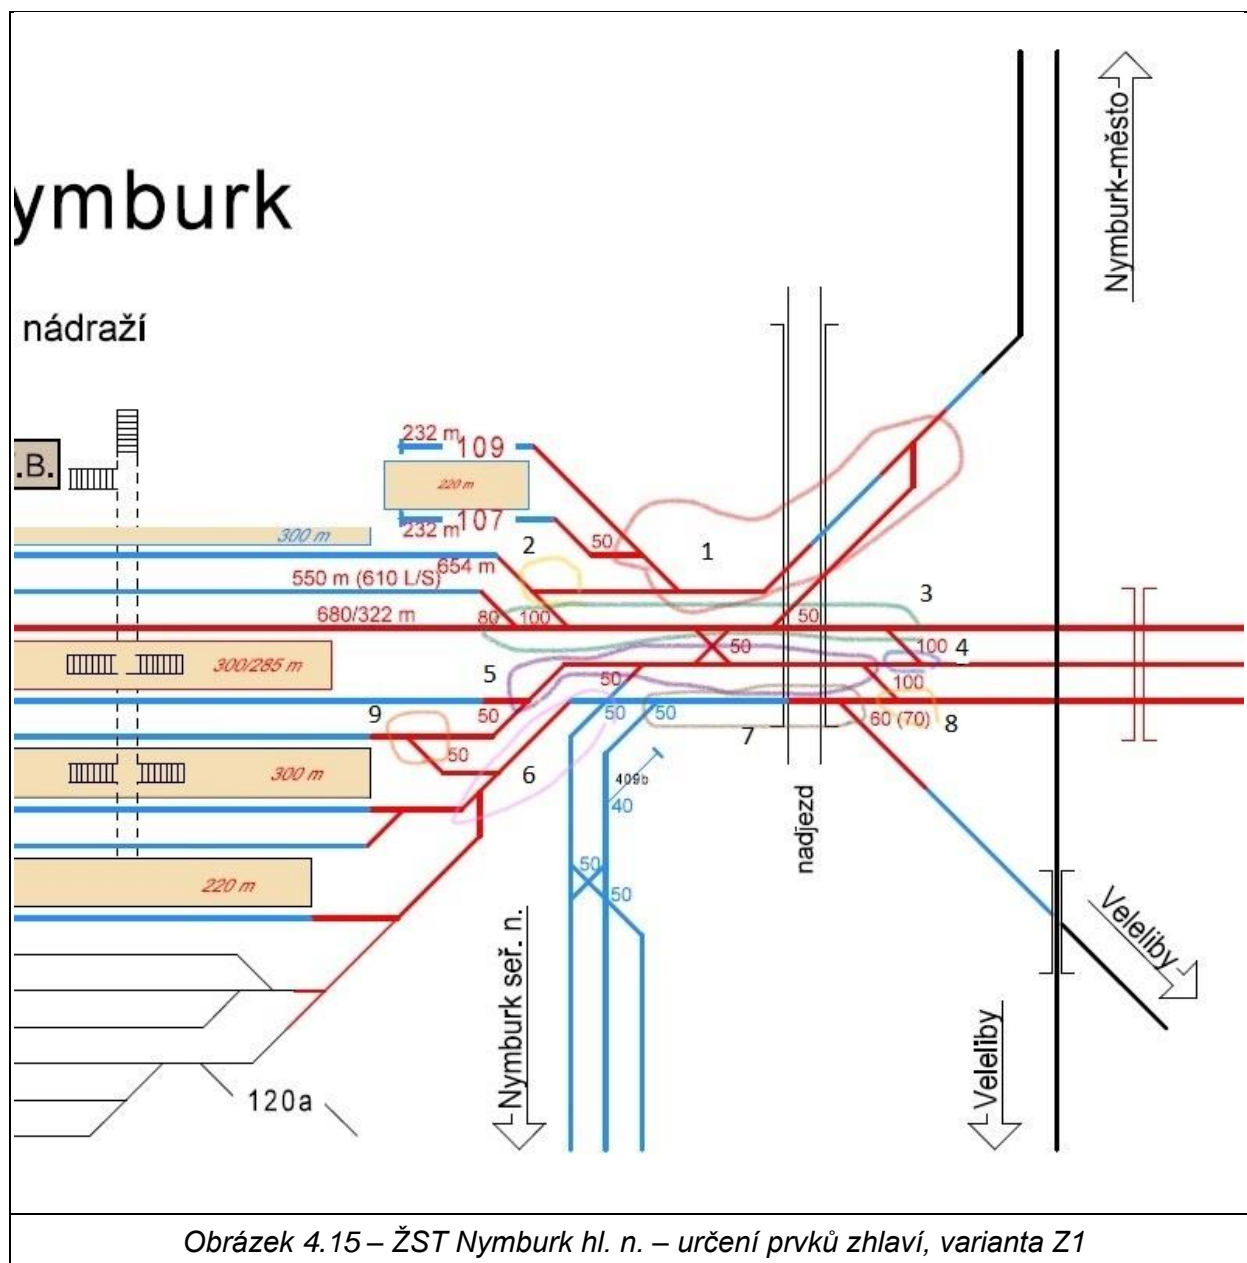 ymburk
nádraží
Nymburk-město
.B.
232 m
109
220 m
232 m
107
50
2
1
300 m
654 m
550 m (610 L/S)
680/322 m
80
100
50
3
300/285 m
50
100
4
5
50
50
100
9
50
50
50
60 (70)
8
7
300 m
50
6
409b
40
nadjezd
220 m
50
50
Nymburk seř. n.
Veleliby
Veleliby
120a
Obrázek 4.15 – ŽST Nymburk hl. n. – určení prvků zhlaví, varianta Z1